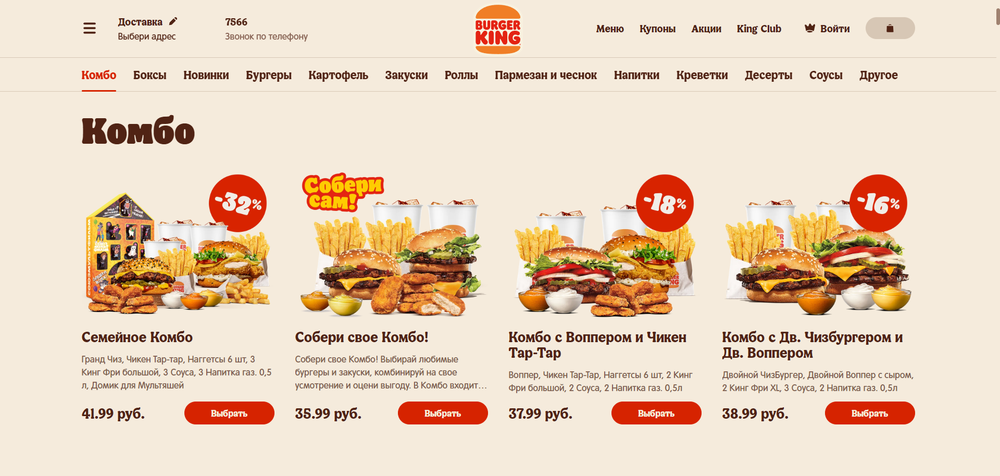 Доставка
Выбери адрес
7566
Звонок по телефону
BURGER
KING
Меню
Купоны
Акции
King Club
Войти
Комбо
Боксы
Новинки
Бургеры
Картофель
Закуски
Роллы
Пармезан и чеснок
Напитки
Креветки
Десерты
Соусы
Другое
Комбо
-32%
СОЮЗМУЛЬТФИЛЬМ
BURGER
KING
Семейное Комбо
Гранд Чиз, Чикен Тар-тар, Наггетсы 6 шт, 3
Кинг Фри большой, 3 Соуса, 3 Напитка газ. 0,5
л, Домик для Мультяшей
41.99 руб.
Выбрать
Собери
сам!
Собери свое Комбо!
Собери свое Комбо! Выбирай любимые
бургеры и закуски, комбинируй на свое
усмотрение и оцени выгоду. В Комбо входит…
35.99 руб.
Выбрать
-18%
Комбо с Воппером и Чикен
Тар-Тар
Воппер, Чикен Тар-Тар, Наггетсы 6 шт, 2 Кинг
Фри большой, 2 Соуса, 2 Напитка газ. 0,5л
37.99 руб.
Выбрать
-16%
Комбо с Дв. Чизбургером и
Дв. Воппером
Двойной ЧизБургер, Двойной Воппер с сыром,
2 Кинг Фри XL, 3 Соуса, 2 Напитка газ. 0,5л
38.99 руб.
Выбрать